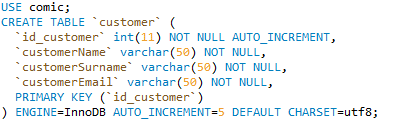 USE comic;
CREATE TABLE `customer` (
  `id_customer` int(11) NOT NULL AUTO_INCREMENT,
  `customerName` varchar(50) NOT NULL,
  `customerSurname` varchar(50) NOT NULL,
  `customerEmail` varchar(50) NOT NULL,
  PRIMARY KEY (`id_customer`)
) ENGINE=InnoDB AUTO_INCREMENT=5 DEFAULT CHARSET=utf8;